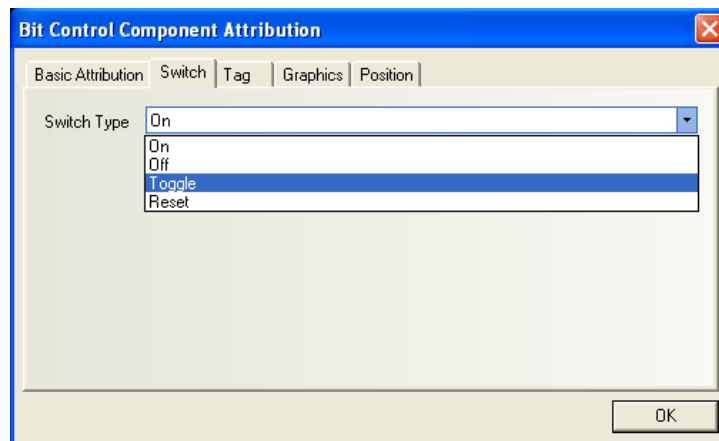 Bit Control Component Attribution
Basic Attribution Switch Tag Graphics Position
Switch Type On
On
Off
Toggle
Reset
OK